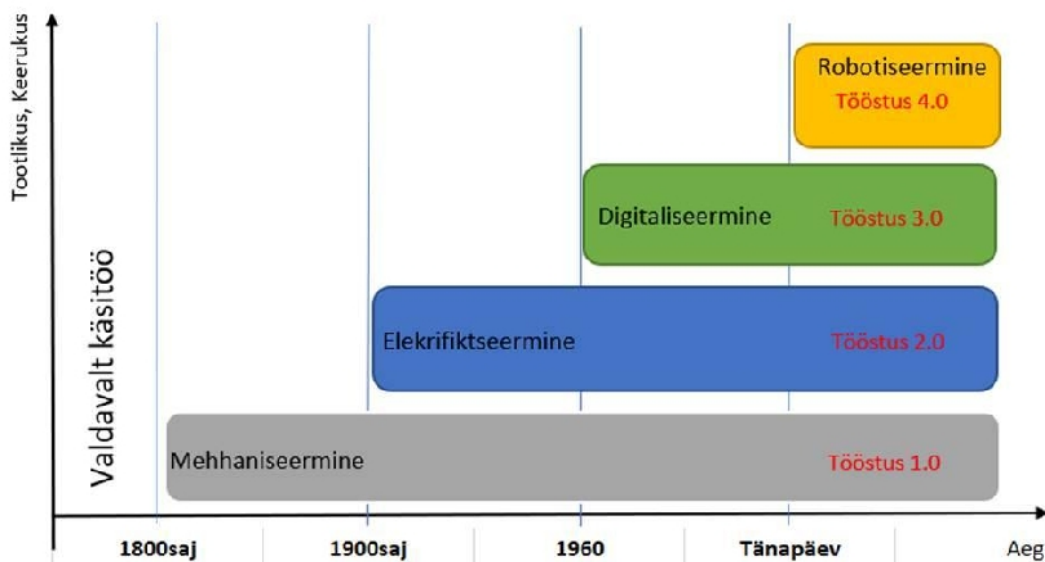 Tootlikus, Keerukus
Robotiseermine
Tööstus 4.0
Digitaliseermine
Tööstus 3.0
Elekrifiktseermine
Tööstus 2.0
Valdavalt käsitöö
Mehhaniseermine
Tööstus 1.0
1800saj
1900saj
1960
Tänapäev
Aeg